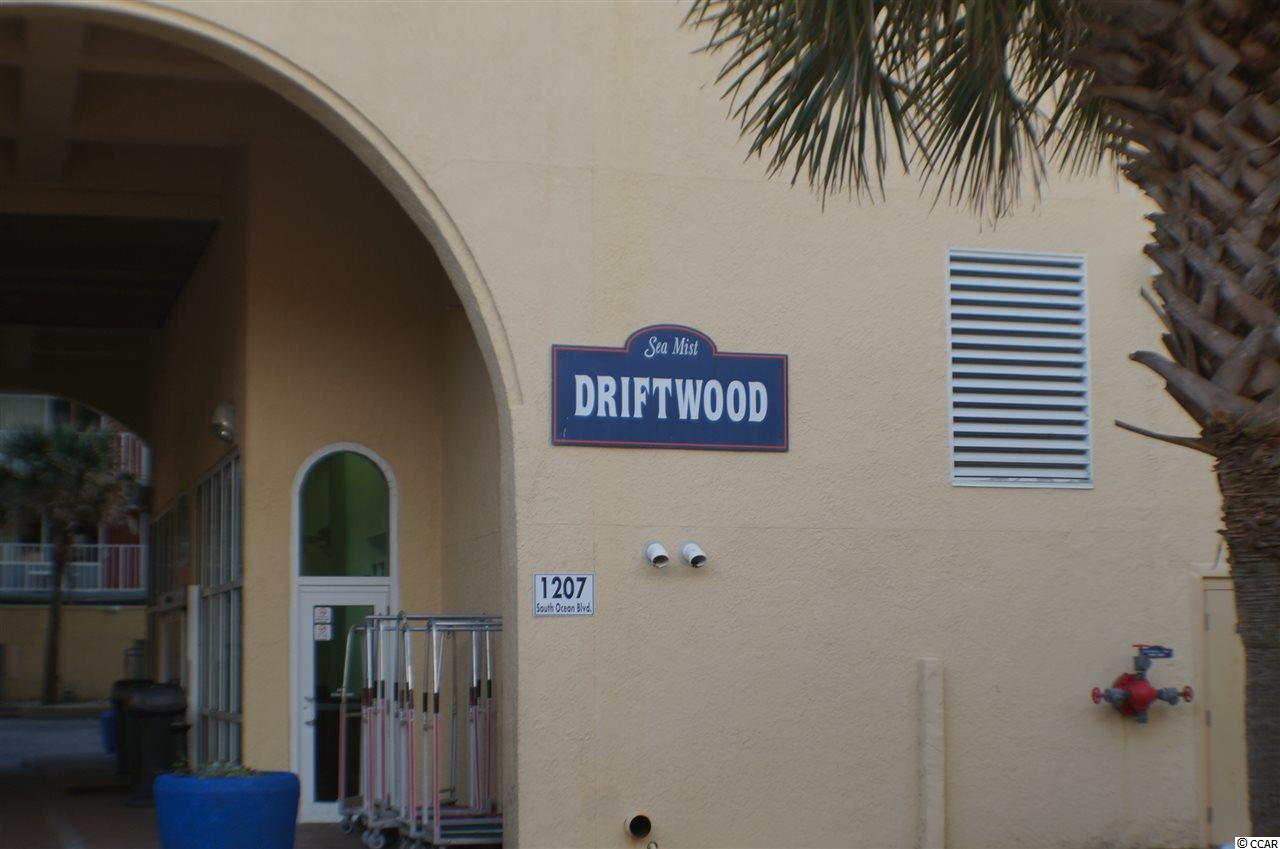 Sea Mist
DRIFTWOOD
1207
South Ocean Blvd.
© CCAR